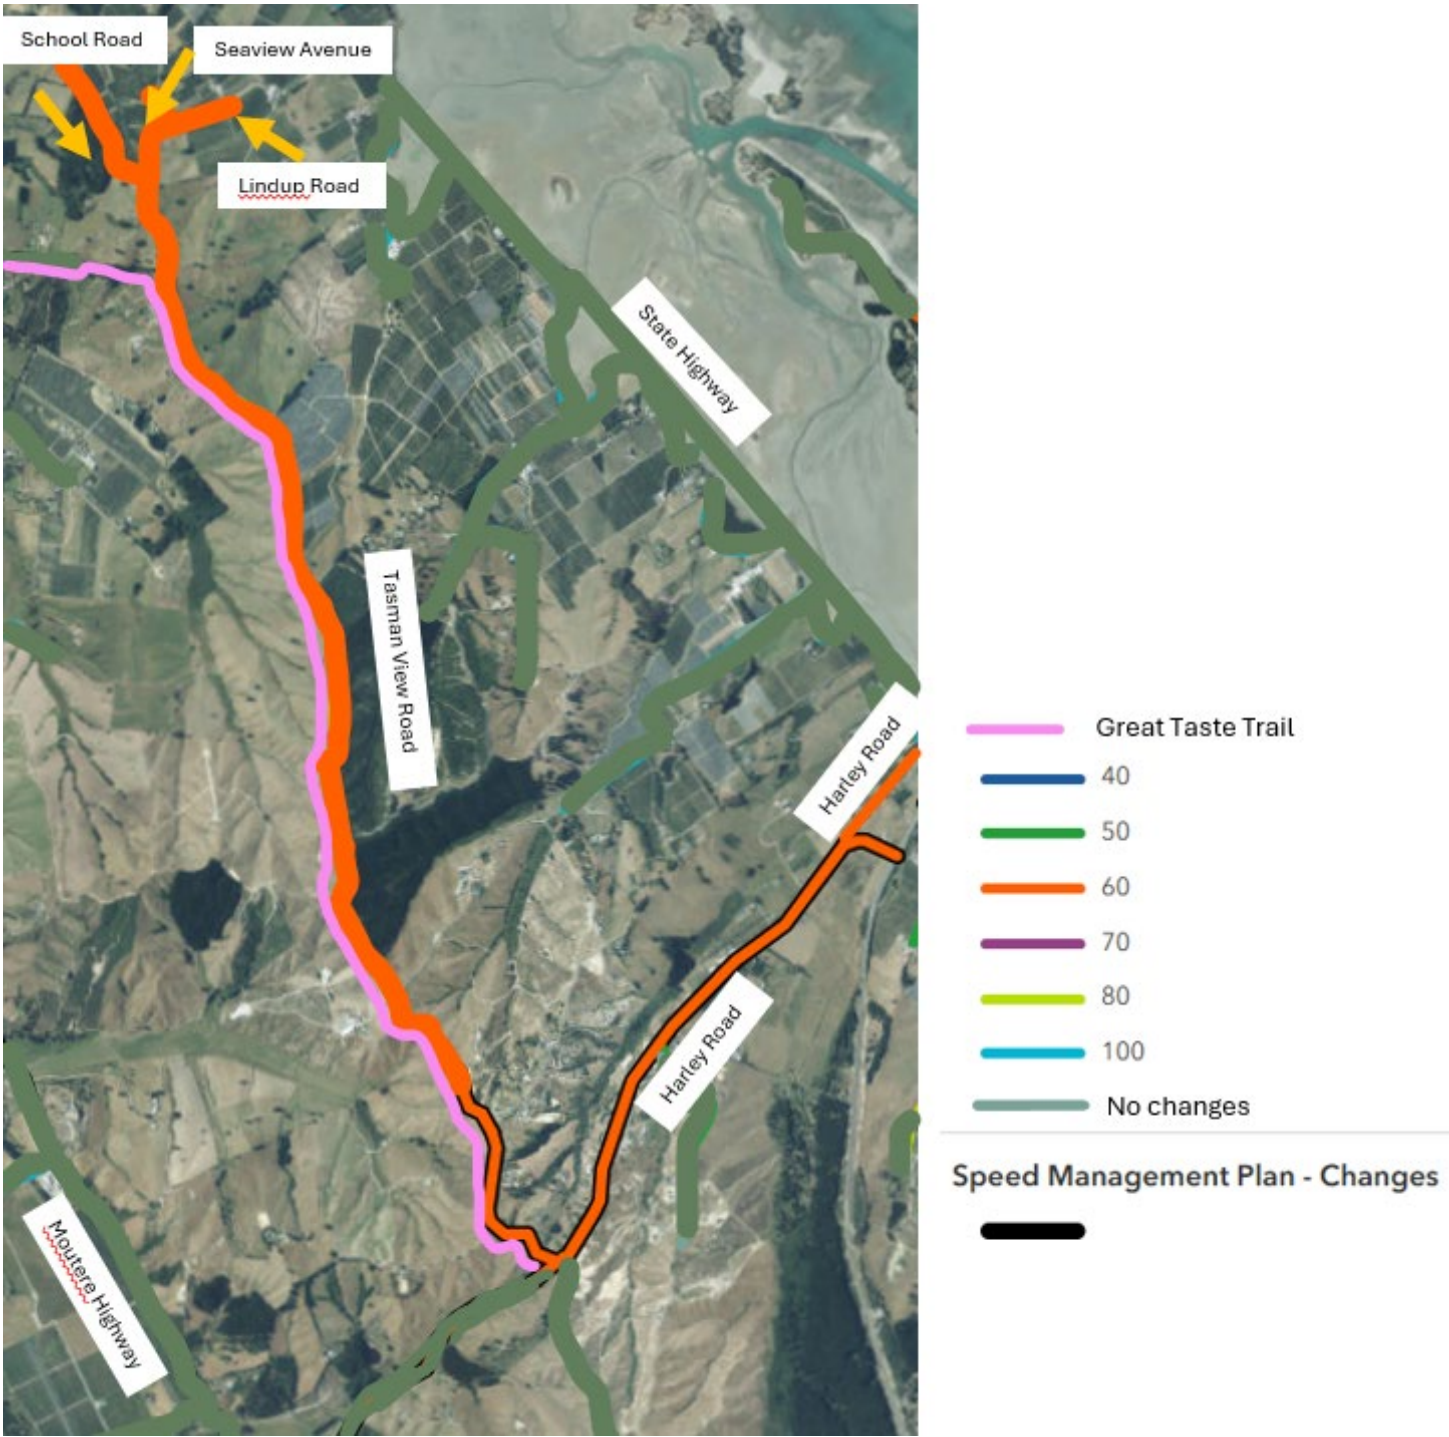 School Road
Seaview Avenue
Lindup Road
State Highway
Tasman View Road
Harley Road
Harley Road
Moutere Highway
Great Taste Trail
40
50
60
70
80
100
No changes
Speed Management Plan - Changes